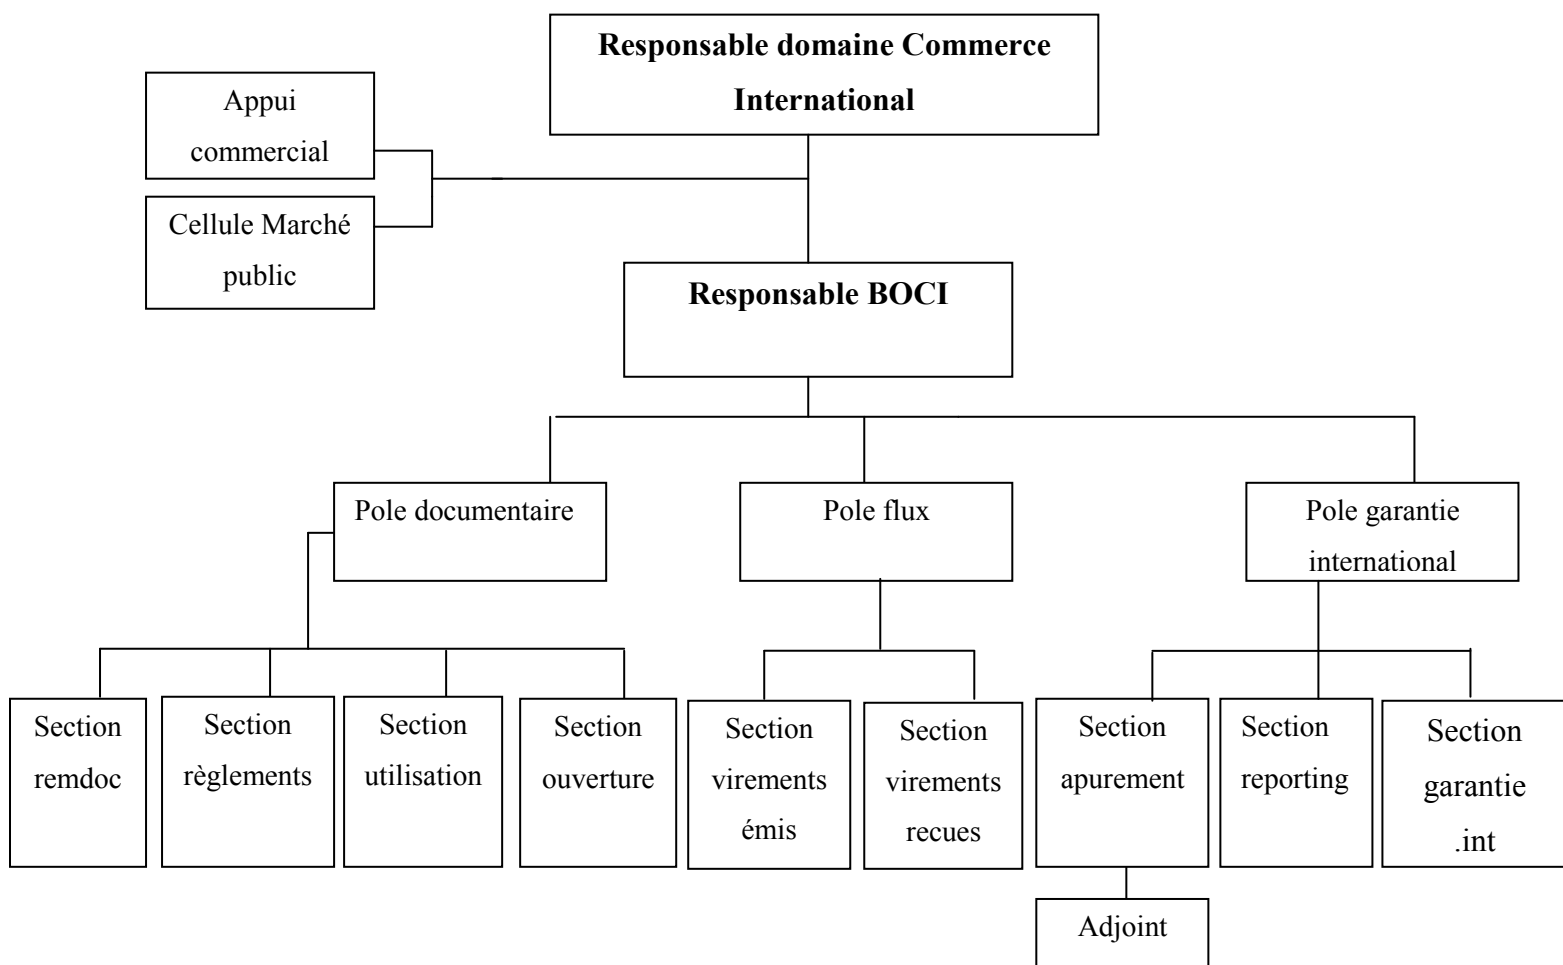 Responsable domaine Commerce
International
Appui
commercial
Cellule Marché
public
Responsable BOCI
Pole documentaire
Pole flux
Pole garantie
international
Section
remdoc
Section
règlements
Section
utilisation
Section
ouverture
Section
virements
émis
Section
virements
recues
Section
apurement
Section
reporting
Section
garantie
.int
Adjoint